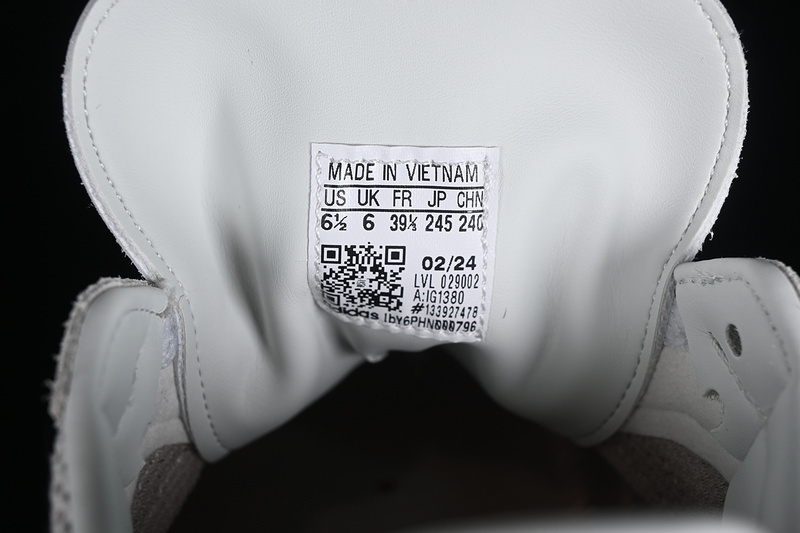 MADE IN VIETNAM
US UK FR JP CHN
6½ 6 39⅓ 245 240
02/24
LVL 029002
A:IG1380
#133927478
adidas